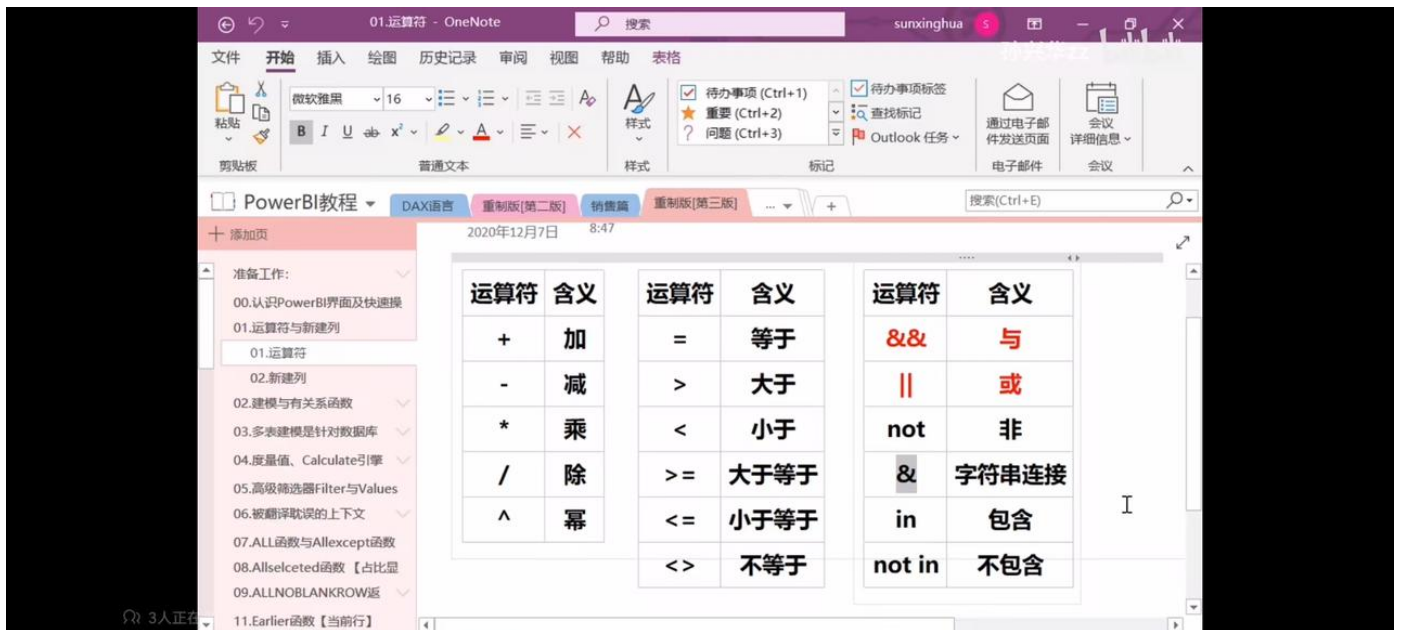 01.运算符 - OneNote
搜索
sunxinghua
S
文件 开始 插入 绘图 历史记录 审阅 视图 帮助 表格
粘贴
微软雅黑 16
B I U ab x² A
样式
待办事项 (Ctrl+1)
重要 (Ctrl+2)
问题 (Ctrl+3)
待办事项标签
查找标记
Outlook 任务
通过电子邮件发送页面
会议详细信息
剪贴板 普通文本 样式 标记 电子邮件 会议
PowerBI教程 DAX语言 重制版[第二版] 销售篇 重制版[第三版] ... +
搜索(Ctrl+E)
添加页
2020年12月7日 8:47
准备工作:
00.认识PowerBI界面及快速操
01.运算符与新建列
01.运算符
02.新建列
02.建模与有关系函数
03.多表建模是针对数据库
04.度量值、Calculate引擎
05.高级筛选器Filter与Values
06.被翻译耽误的上下文
07.ALL函数与Allexcept函数
08.Allselceted函数【占比显
09.ALLNOBLANKROW返
11.Earlier函数【当前行】
运算符 含义
+ 加
- 减
* 乘
/ 除
^ 幂
运算符 含义
= 等于
> 大于
< 小于
>= 大于等于
<= 小于等于
<> 不等于
运算符 含义
&& 与
|| 或
not 非
& 字符串连接
in 包含
not in 不包含
3人正在